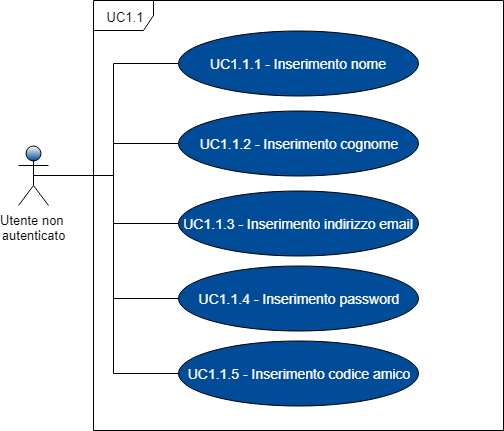 UC1.1
UC1.1.1 - Inserimento nome
UC1.1.2 - Inserimento cognome
Utente non
autenticato
UC1.1.3 - Inserimento indirizzo email
UC1.1.4 - Inserimento password
UC1.1.5 - Inserimento codice amico